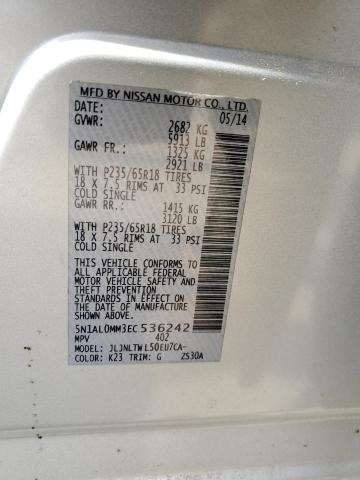 MFD BY NISSAN MOTOR CO., LTD.
DATE: 05/14
GVWR: 2682 KG
5913 LB
GAWR FR.: 1325 KG
2921 LB
WITH P235/65R18 TIRES
18 X 7.5 RIMS AT 33 PSI
COLD SINGLE
GAWR RR.: 1415 KG
3120 LB
WITH P235/65R18 TIRES
18 X 7.5 RIMS AT 33 PSI
COLD SINGLE
THIS VEHICLE CONFORMS TO
ALL APPLICABLE FEDERAL
MOTOR VEHICLE SAFETY AND
THEFT PREVENTION
STANDARDS IN EFFECT ON
THE DATE OF MANUFACTURE
SHOWN ABOVE.
5N1AL0MM3EC536242
MPV 402
MODEL: JLJNLTWL50EU7CA-
COLOR: K23 TRIM: G ZS30A